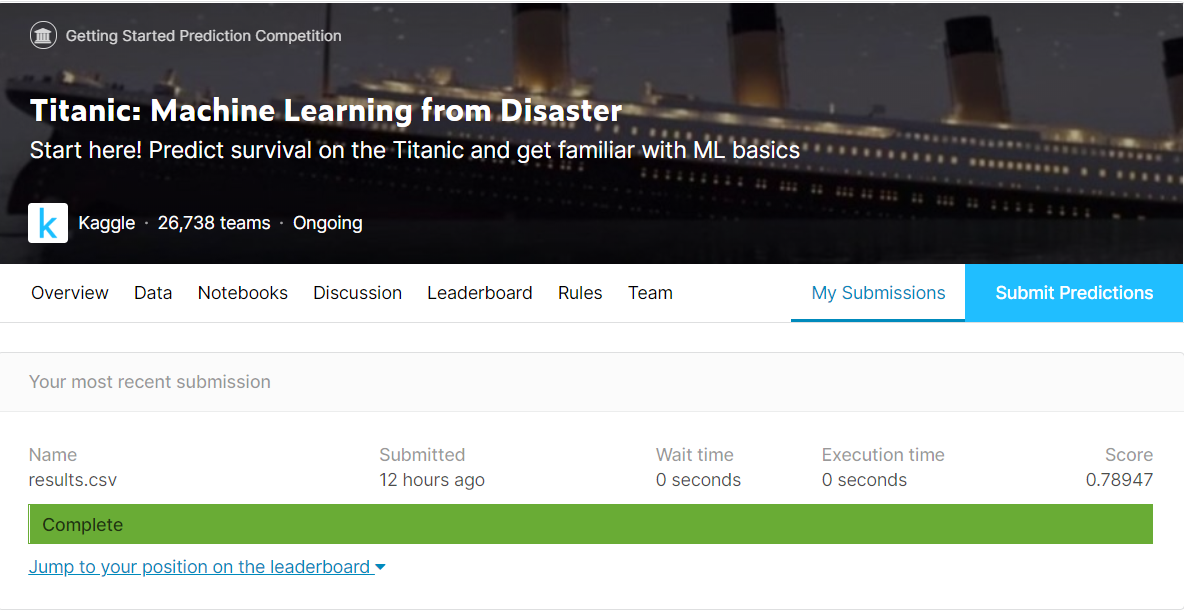 Getting Started Prediction Competition
Titanic: Machine Learning from Disaster
Start here! Predict survival on the Titanic and get familiar with ML basics
k Kaggle · 26,738 teams · Ongoing
Overview Data Notebooks Discussion Leaderboard Rules Team My Submissions Submit Predictions
Your most recent submission
Name Submitted Wait time Execution time Score
results.csv 12 hours ago 0 seconds 0 seconds 0.78947
Complete
Jump to your position on the leaderboard